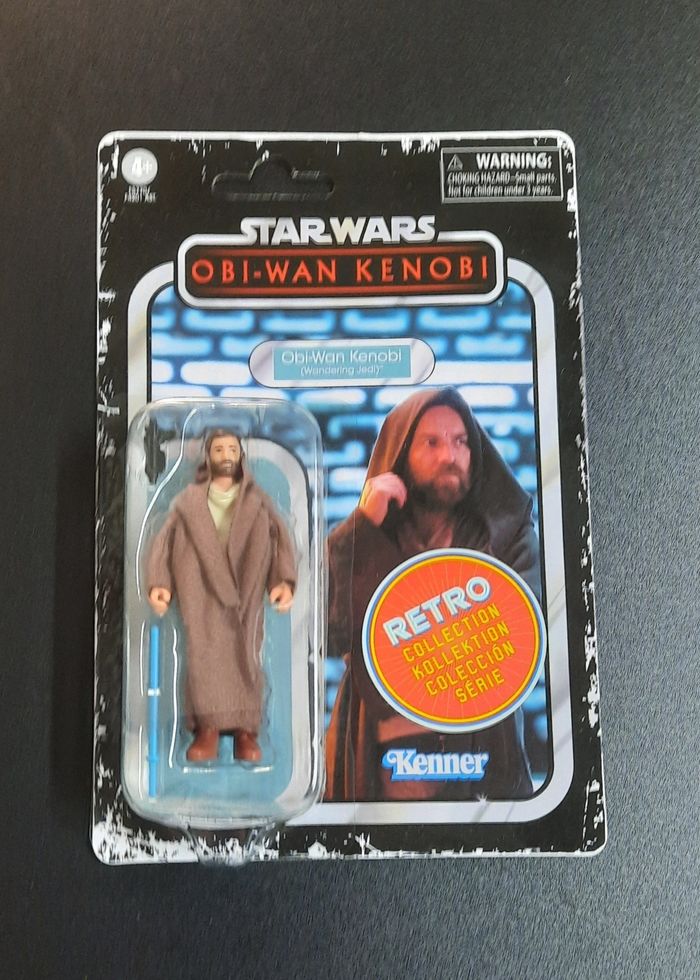 4+
WARNING:
CHOKING HAZARD—Small parts.
Not for children under 3 years.
STAR WARS
OBI-WAN KENOBI
Obi-Wan Kenobi
(Wandering Jedi)
RETRO
COLLECTION
KOLLEKTION
COLECCIÓN
SÉRIE
Kenner